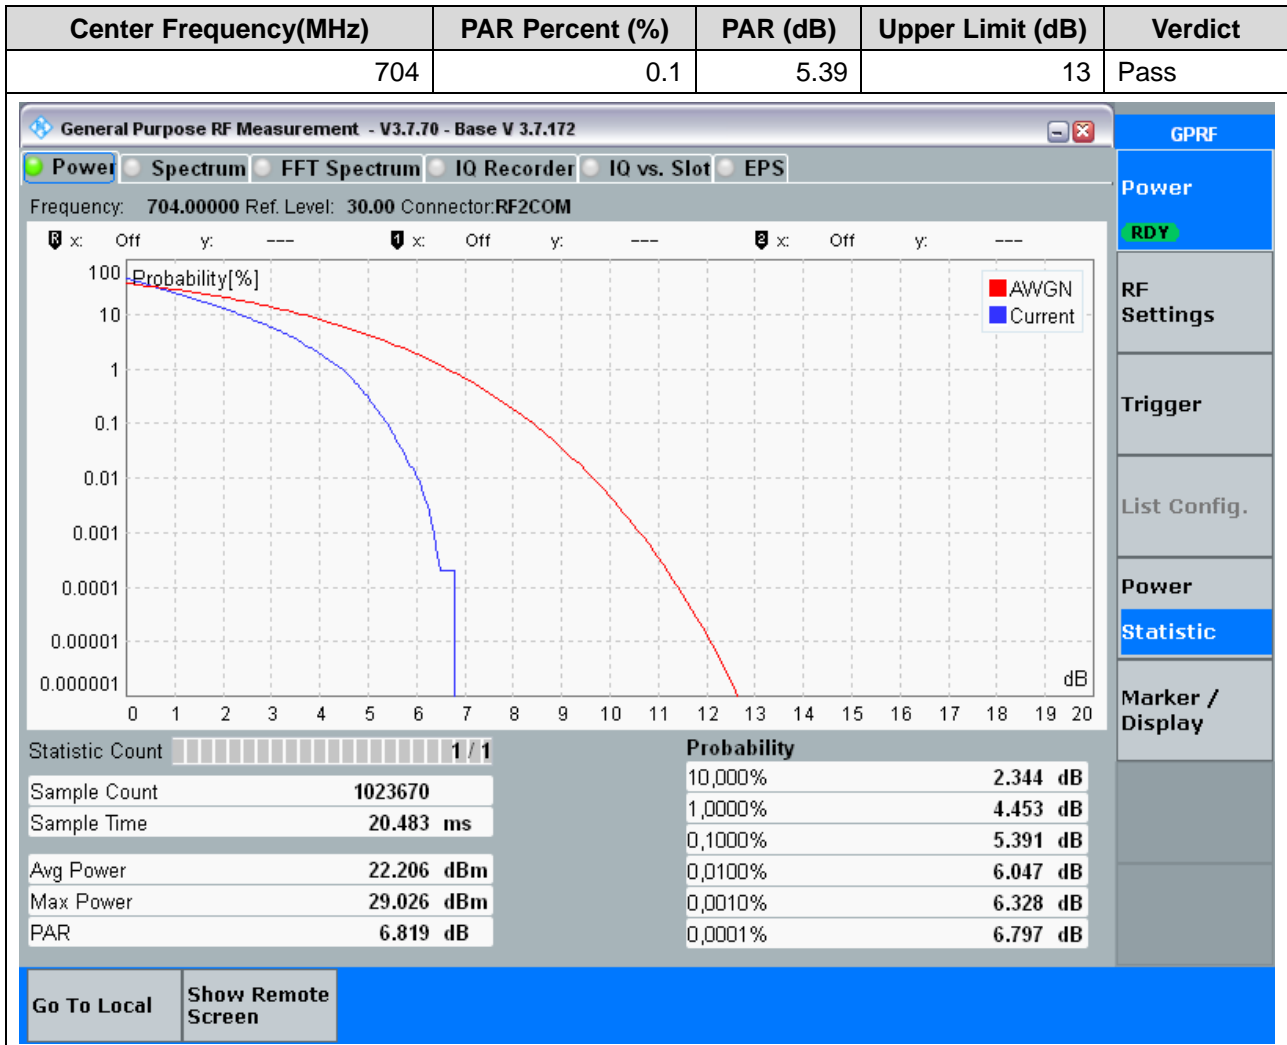 Center Frequency(MHz) PAR Percent (%) PAR (dB) Upper Limit (dB) Verdict
704 0.1 5.39 13 Pass
General Purpose RF Measurement - V3.7.70 - Base V 3.7.172
Power Spectrum FFT Spectrum IQ Recorder IQ vs. Slot EPS
Frequency: 704.00000 Ref. Level: 30.00 Connector:RF2COM
R x: Off y: --- 1 x: Off y: --- 2 x: Off y: ---
Probability[%]
AWGN
Current
100
10
1
0.1
0.01
0.001
0.0001
0.00001
0.000001
dB
0 1 2 3 4 5 6 7 8 9 10 11 12 13 14 15 16 17 18 19 20
Statistic Count 1 / 1
Sample Count 1023670
Sample Time 20.483 ms
Avg Power 22.206 dBm
Max Power 29.026 dBm
PAR 6.819 dB
Probability
10,000% 2.344 dB
1,0000% 4.453 dB
0,1000% 5.391 dB
0,0100% 6.047 dB
0,0010% 6.328 dB
0,0001% 6.797 dB
GPRF
Power
RDY
RF
Settings
Trigger
List Config.
Power
Statistic
Marker /
Display
Go To Local
Show Remote
Screen